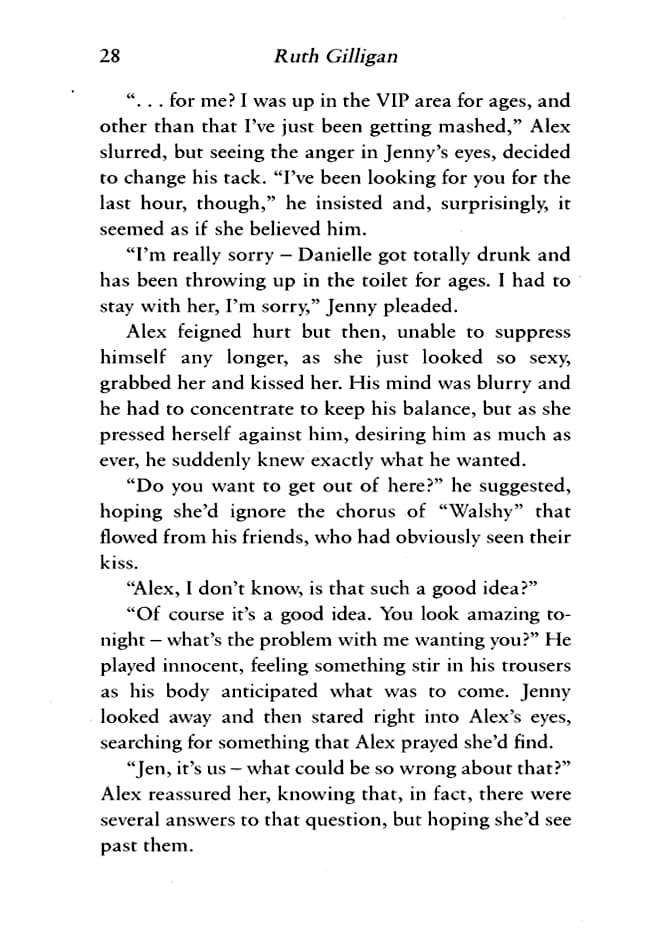 28 Ruth Gilligan
“. . . for me? I was up in the VIP area for ages, and
other than that I’ve just been getting mashed,” Alex
slurred, but seeing the anger in Jenny’s eyes, decided
to change his tack. “I’ve been looking for you for the
last hour, though,” he insisted and, surprisingly, it
seemed as if she believed him.
“I’m really sorry – Danielle got totally drunk and
has been throwing up in the toilet for ages. I had to
stay with her, I’m sorry,” Jenny pleaded.
Alex feigned hurt but then, unable to suppress
himself any longer, as she just looked so sexy,
grabbed her and kissed her. His mind was blurry and
he had to concentrate to keep his balance, but as she
pressed herself against him, desiring him as much as
ever, he suddenly knew exactly what he wanted.
“Do you want to get out of here?” he suggested,
hoping she’d ignore the chorus of “Walshy” that
flowed from his friends, who had obviously seen their
kiss.
“Alex, I don’t know, is that such a good idea?”
“Of course it’s a good idea. You look amazing to-
night – what’s the problem with me wanting you?” He
played innocent, feeling something stir in his trousers
as his body anticipated what was to come. Jenny
looked away and then stared right into Alex’s eyes,
searching for something that Alex prayed she’d find.
“Jen, it’s us – what could be so wrong about that?”
Alex reassured her, knowing that, in fact, there were
several answers to that question, but hoping she’d see
past them.